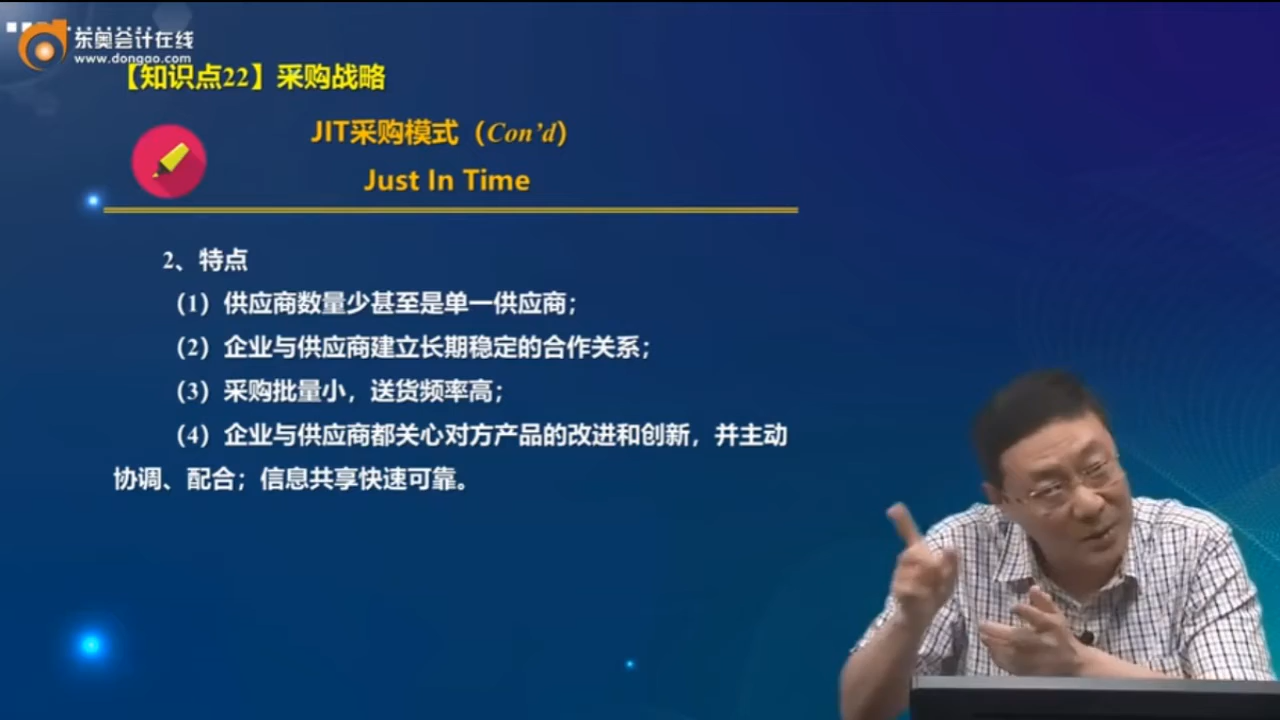 东奥会计在线
www.dongao.com
【知识点22】采购战略
JIT采购模式（Con’d）
Just In Time
2、特点
（1）供应商数量少甚至是单一供应商；
（2）企业与供应商建立长期稳定的合作关系；
（3）采购批量小，送货频率高；
（4）企业与供应商都关心对方产品的改进和创新，并主动
协调、配合；信息共享快速可靠。